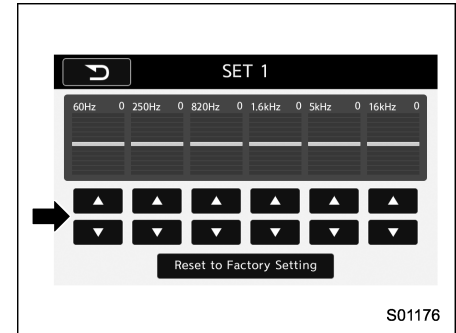 SET 1
60Hz 0 250Hz 0 820Hz 0 1.6kHz 0 5kHz 0 16kHz 0
Reset to Factory Setting
S01176